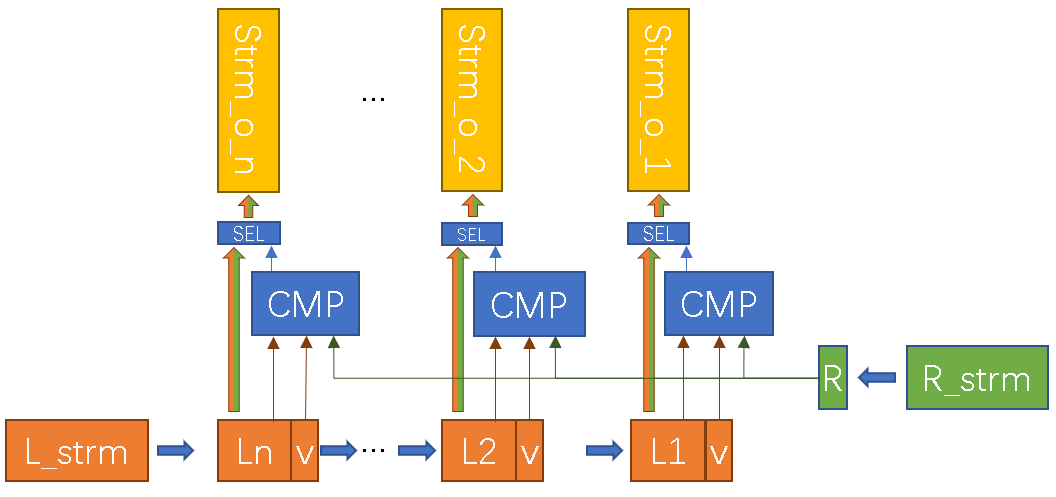 Strm_o_n
...
Strm_o_2
Strm_o_1
SEL
SEL
SEL
CMP
CMP
CMP
R
R_strm
L_strm
Ln
v
...
L2
v
L1
v